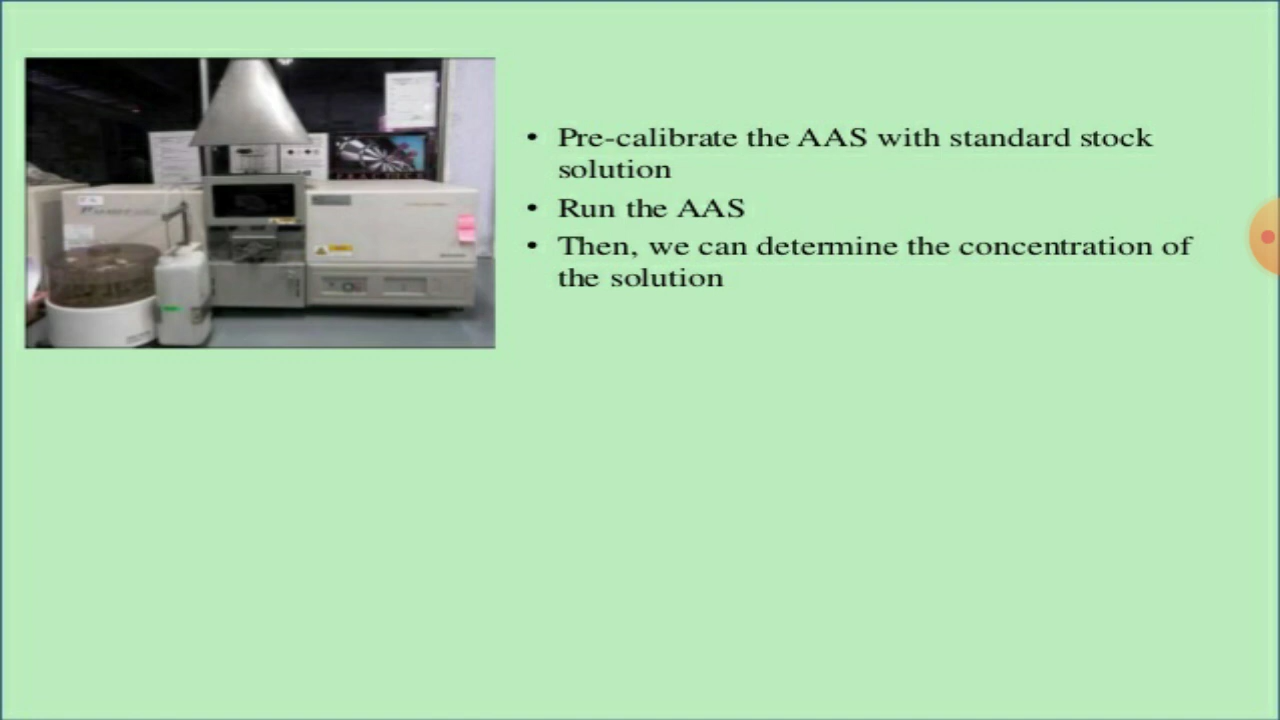 • Pre-calibrate the AAS with standard stock
solution
• Run the AAS
• Then, we can determine the concentration of
the solution